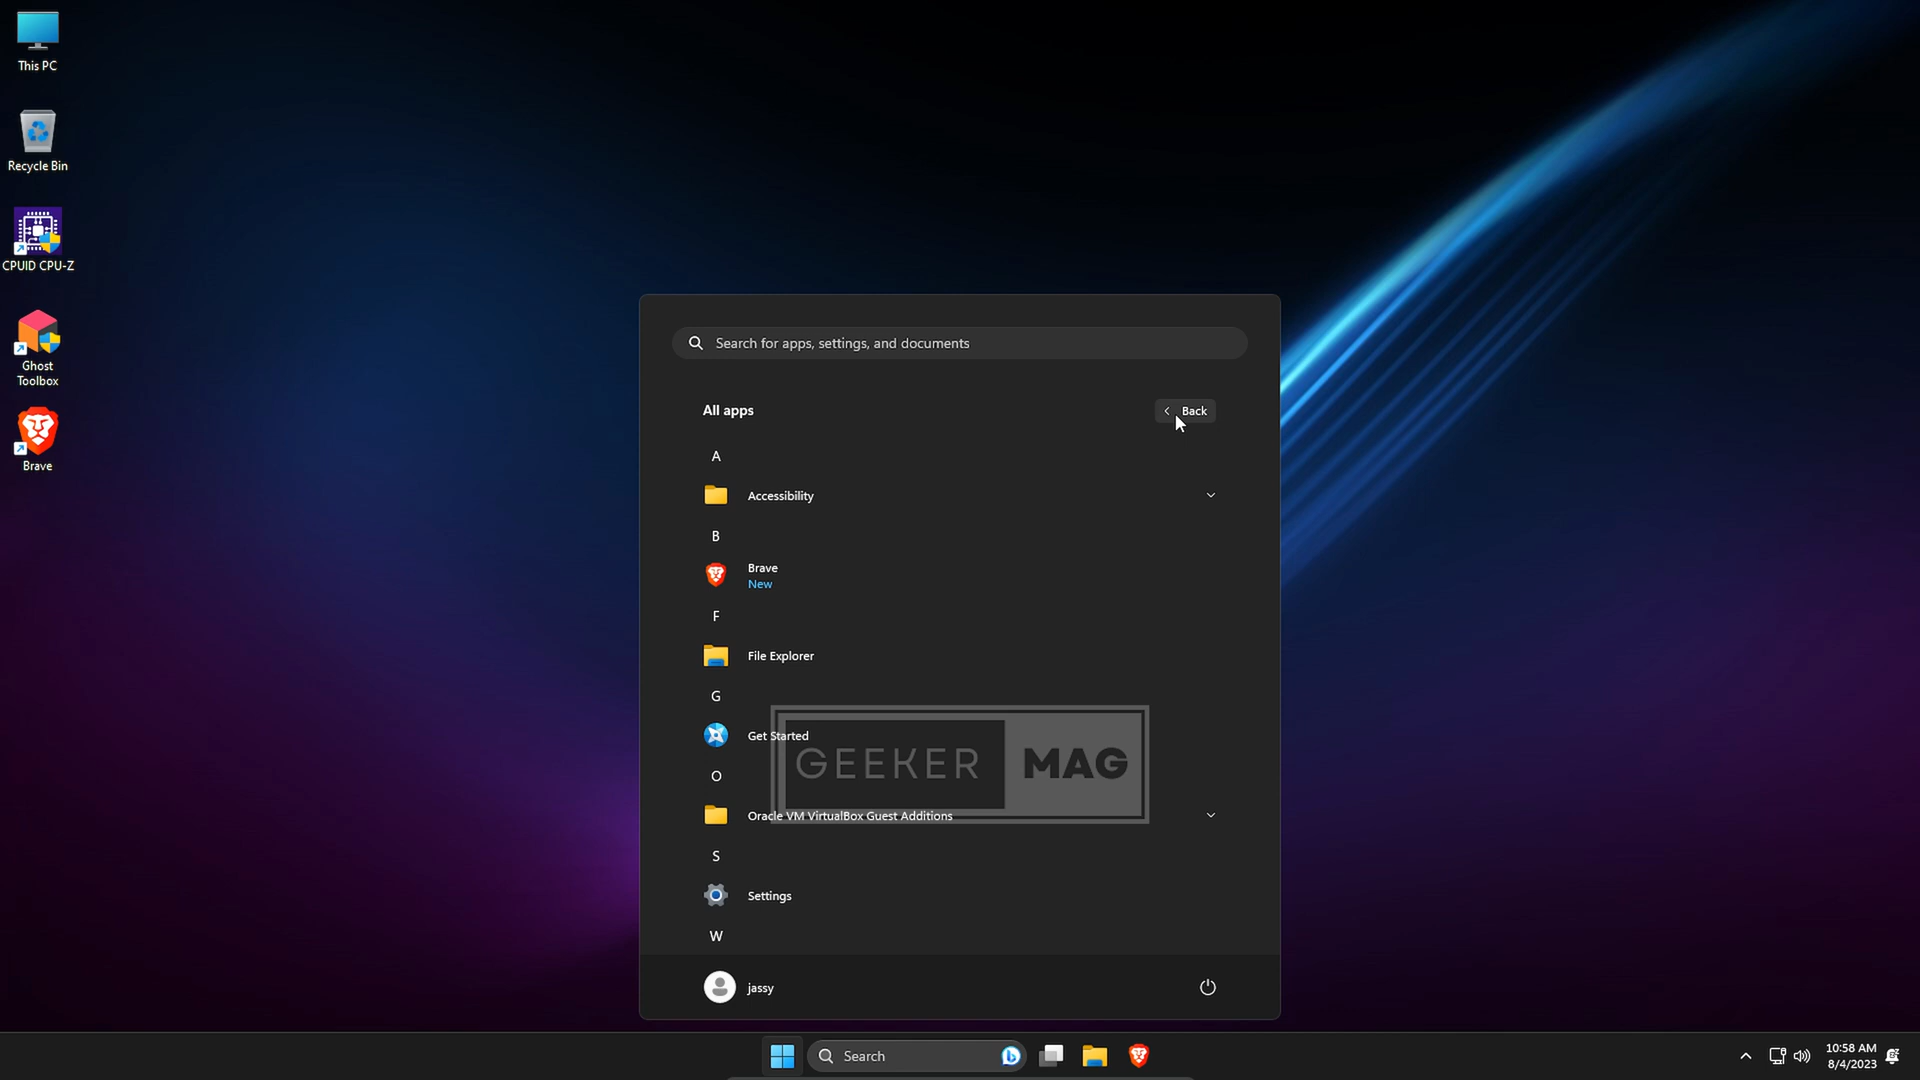 This PC
Recycle Bin
CPUID CPU-Z
Ghost
Toolbox
Brave
Search for apps, settings, and documents
All apps
Back
A
Accessibility
B
Brave
New
F
File Explorer
G
Get Started
GEEKER MAG
O
Oracle VM VirtualBox Guest Additions
S
Settings
W
jassy
Search
10:58 AM
8/4/2023